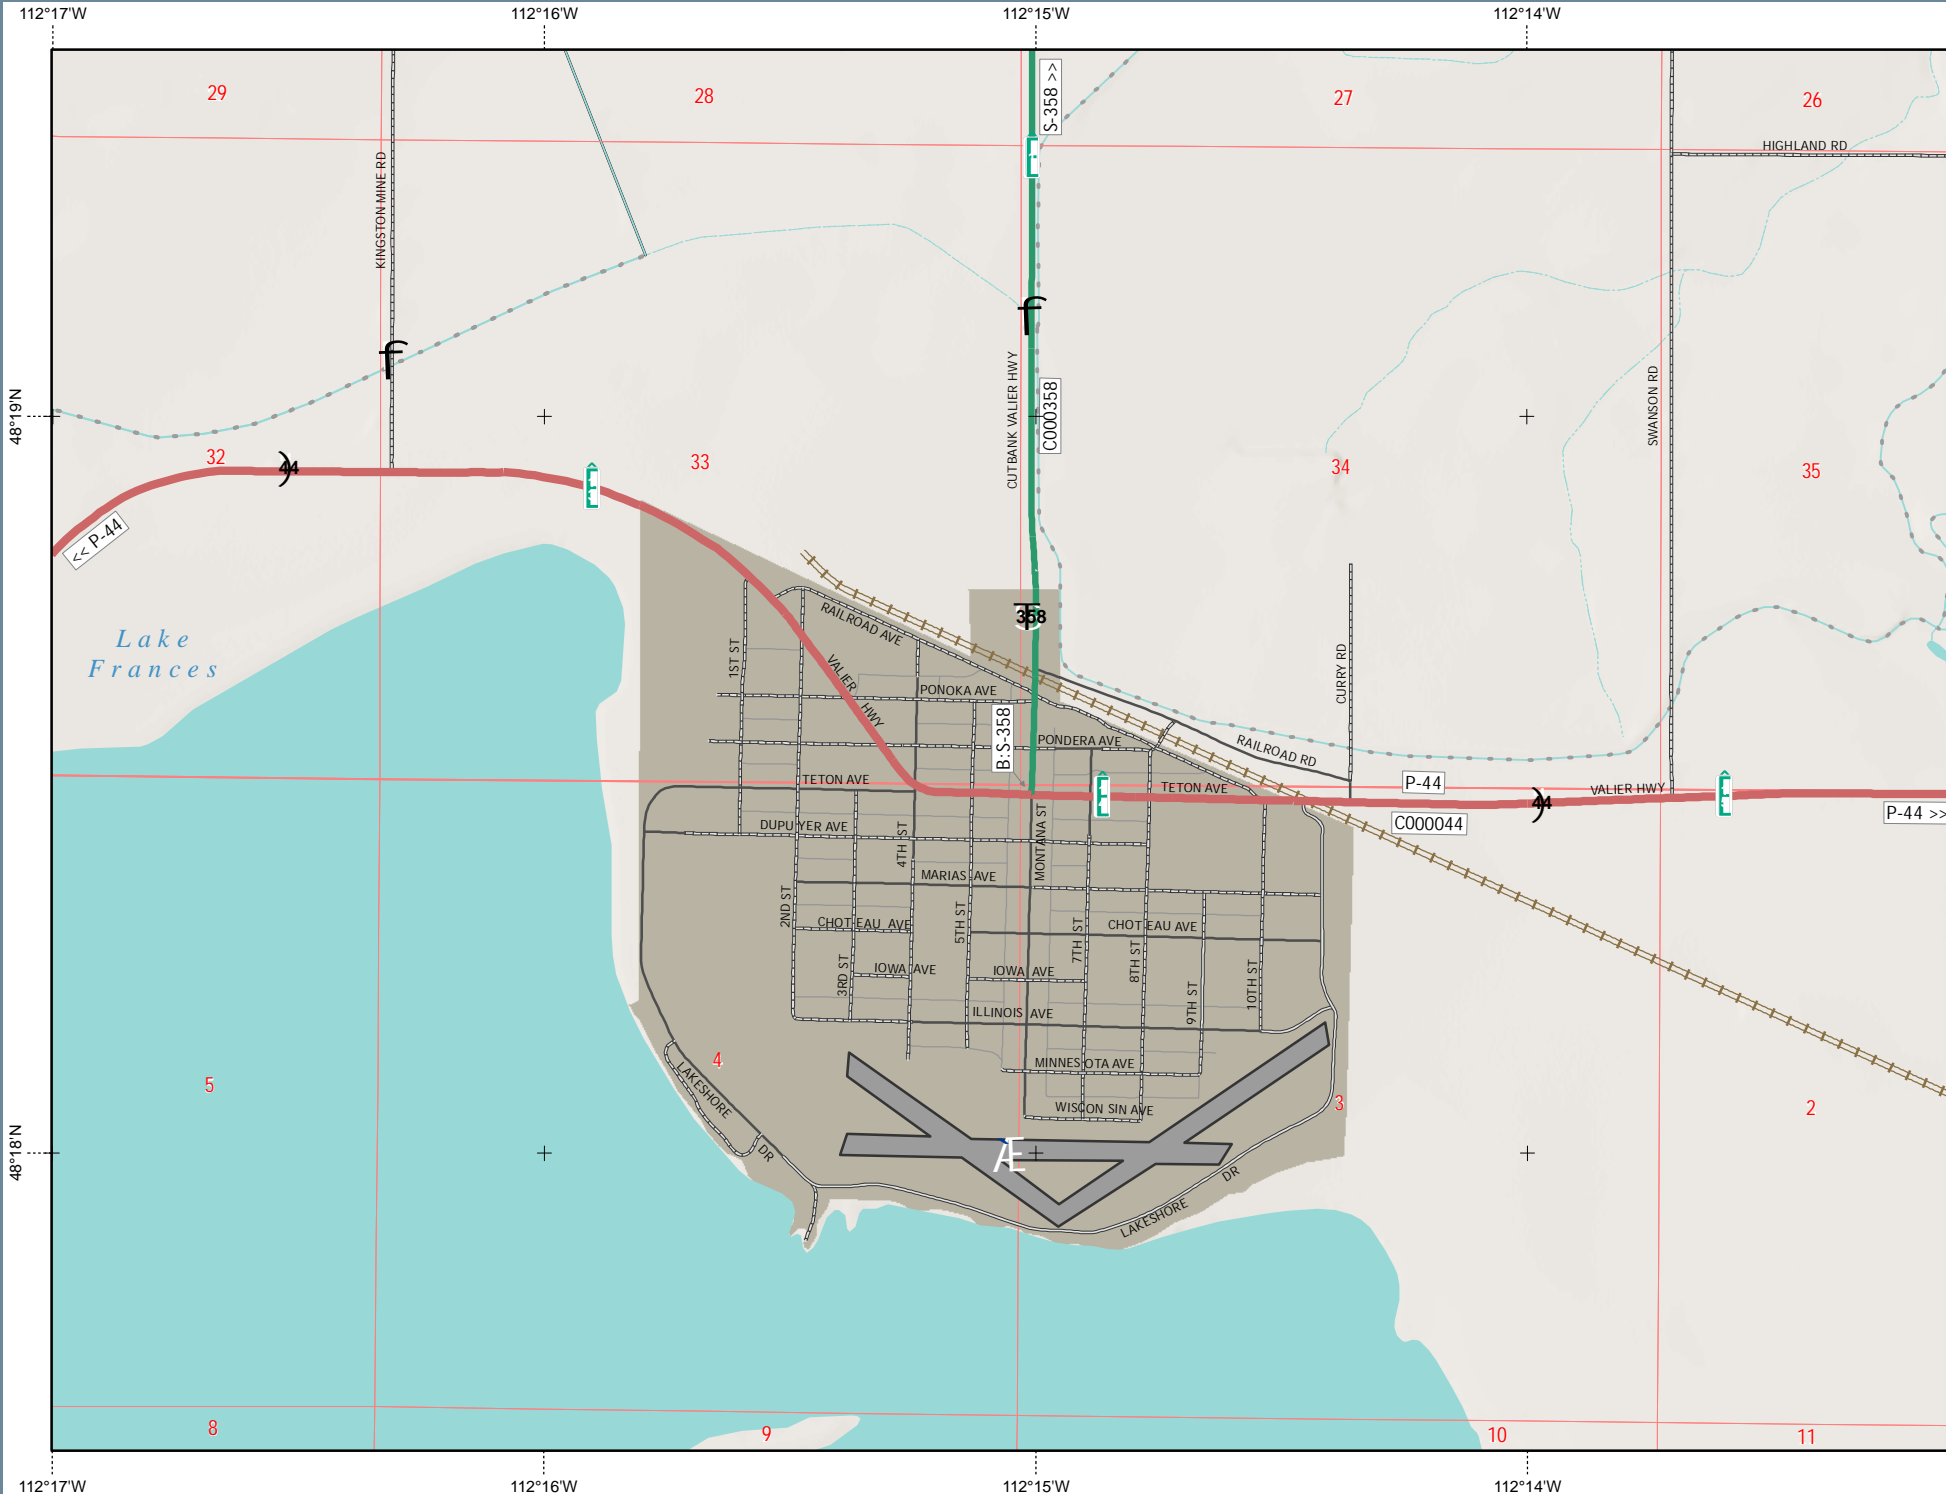 112°17'W
112°16'W
112°15'W
112°14'W
29
28
27
26
S-358 >>
HIGHLAND RD
KINGSTON MINE RD
f
f
CUTBANK VALIER HWY
C000358
SWANSON RD
48°19'N
32
44
33
34
35
<< P-44
358
Lake
Frances
RAILROAD AVE
1ST ST
VALIER HWY
CURRY RD
PONOKA AVE
B:S-358
PONDERA AVE
RAILROAD RD
TETON AVE
TETON AVE
P-44
VALIER HWY
44
P-44 >>
C000044
DUPUYER AVE
4TH ST
MONTANA ST
MARIAS AVE
2ND ST
CHOTEAU AVE
5TH ST
7TH ST
CHOTEAU AVE
8TH ST
3RD ST
IOWA AVE
IOWA AVE
9TH ST
10TH ST
ILLINOIS AVE
4
MINNESOTA AVE
5
LAKESHORE DR
WISCONSIN AVE
3
2
48°18'N
Æ
LAKESHORE DR
8
9
10
11
112°17'W
112°16'W
112°15'W
112°14'W